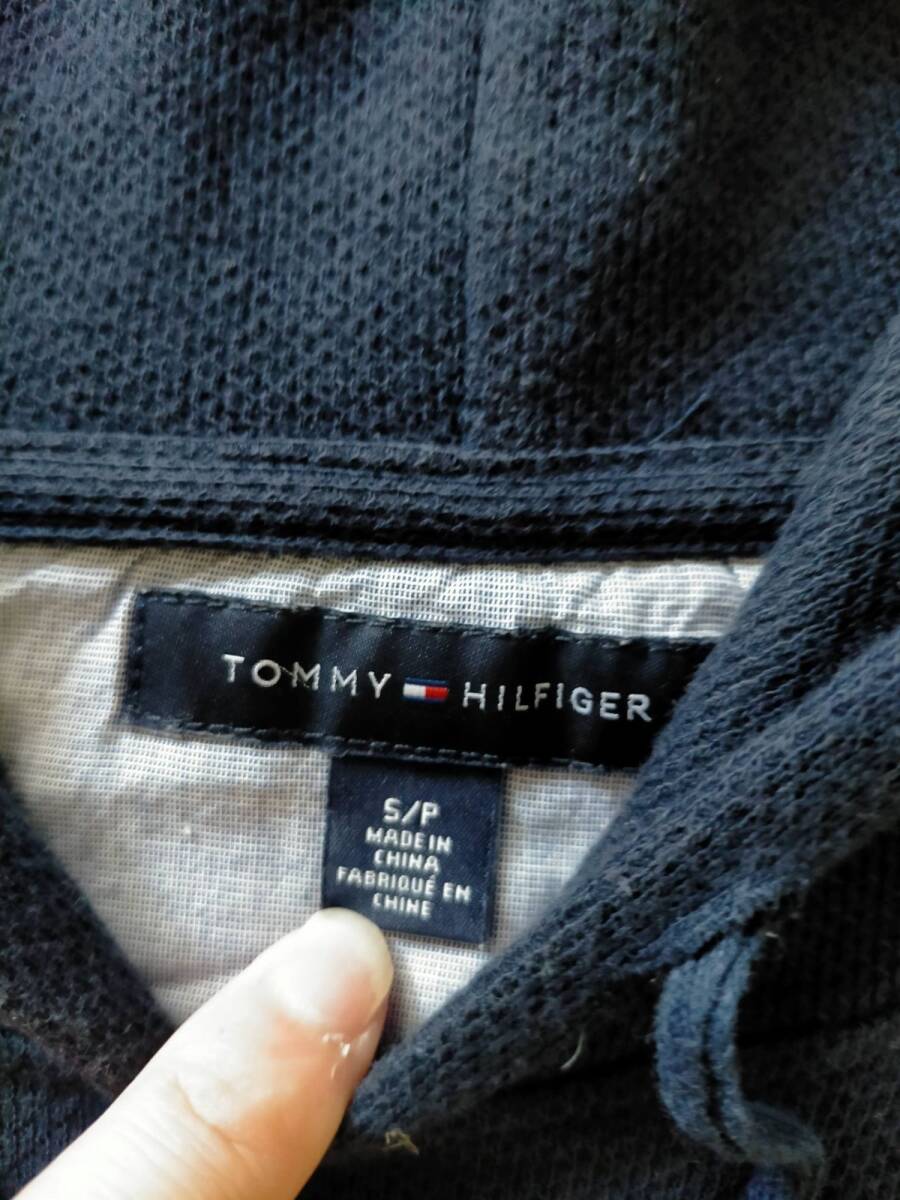 TOMMY HILFIGER
S/P
MADE IN
CHINA
FABRIQUÉ EN
CHINE